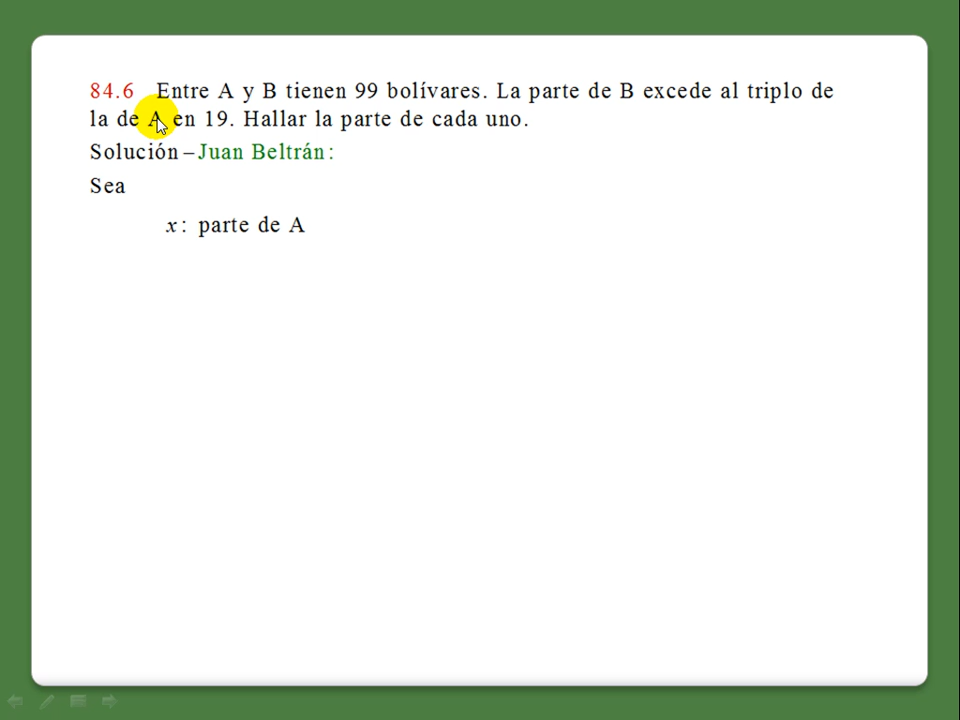 84.6 Entre A y B tienen 99 bolívares. La parte de B excede al triplo de
la de A en 19. Hallar la parte de cada uno.
Solución – Juan Beltrán:
Sea
x: parte de A